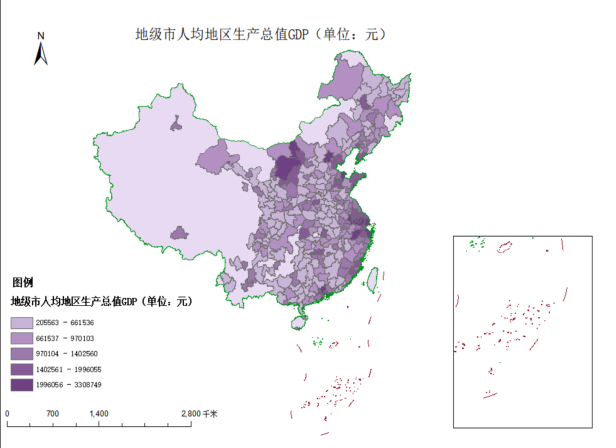 地级市人均地区生产总值GDP（单位：元）
N
图例
地级市人均地区生产总值GDP（单位：元）
205563 - 661536
661537 - 970103
970104 - 1402560
1402561 - 1996055
1996056 - 3308749
0 700 1,400 2,800 千米